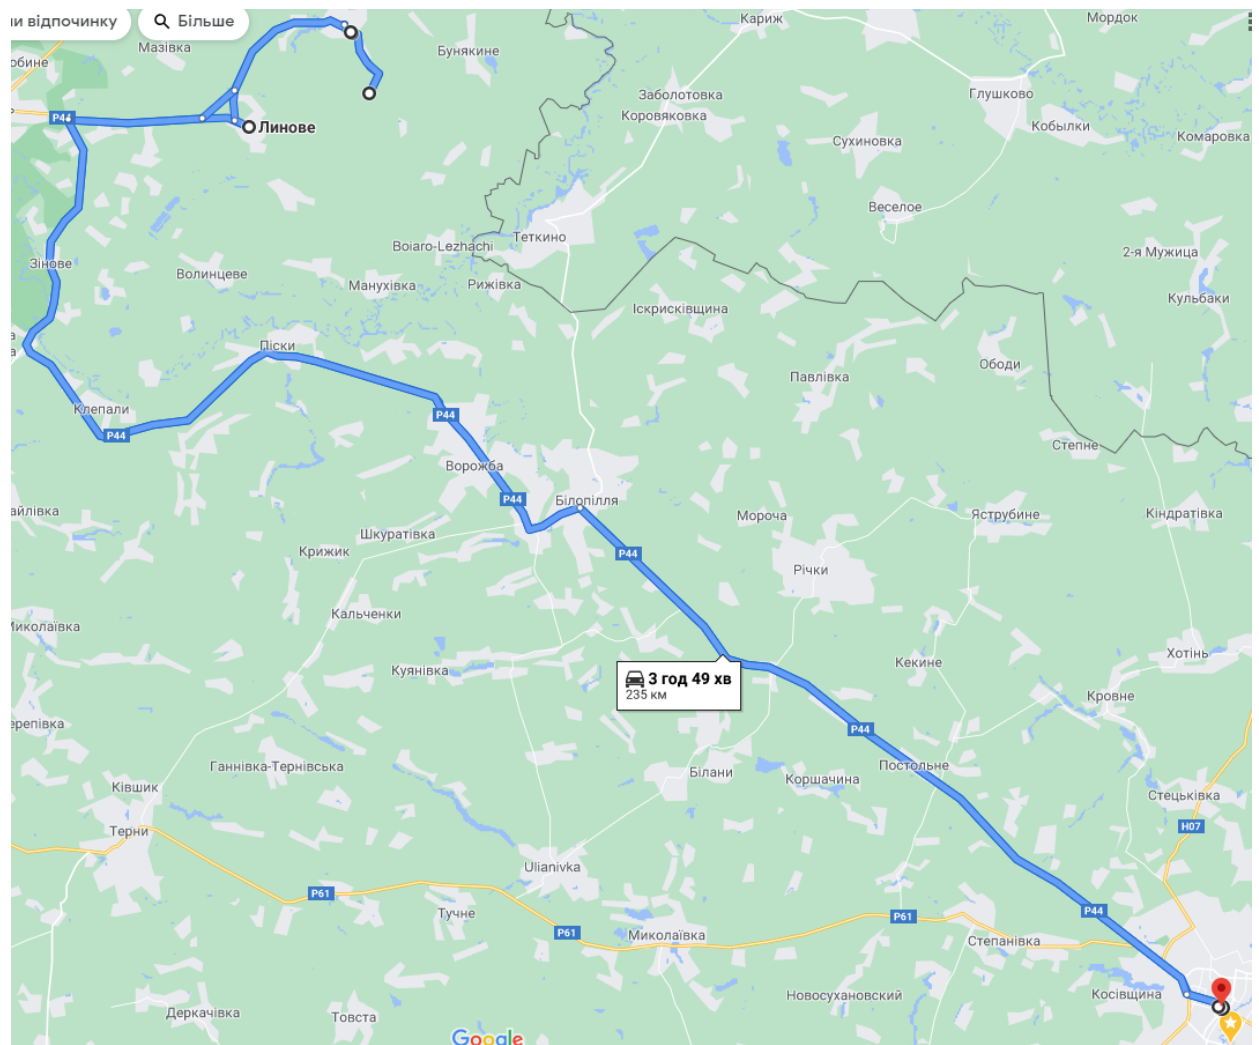 ми відпочинку
Більше
Мордок
Кариж
Мазівка
Бунякине
обине
Заболотовка
Глушково
Коровяковка
P44
Линове
Кобылки
Комаровка
Сухиновка
Веселое
Теткино
Boiaro-Lezhachi
2-я Мужица
Зінове
Волинцеве
Манухівка
Рижівка
Кульбаки
Іскрисківщина
а
Піски
а
Ободи
Павлівка
Клепали
P44
P44
Степне
Ворожба
P44
Білопілля
айлівка
Мороча
Яструбине
Кіндратівка
Шкуратівка
Крижик
P44
Річки
Кальченки
Миколаївка
Хотінь
Кекине
Куянівка
3 год 49 хв
235 км
Кровне
ерепівка
P44
Ганнівка-Тернівська
Білани
Постольне
Коршачина
Ківшик
Стецьківка
Терни
H07
Ulianivka
P61
Тучне
P44
P61
P61
Миколаївка
Степанівка
Новосухановский
Косівщина
Деркачівка
Товста
Google